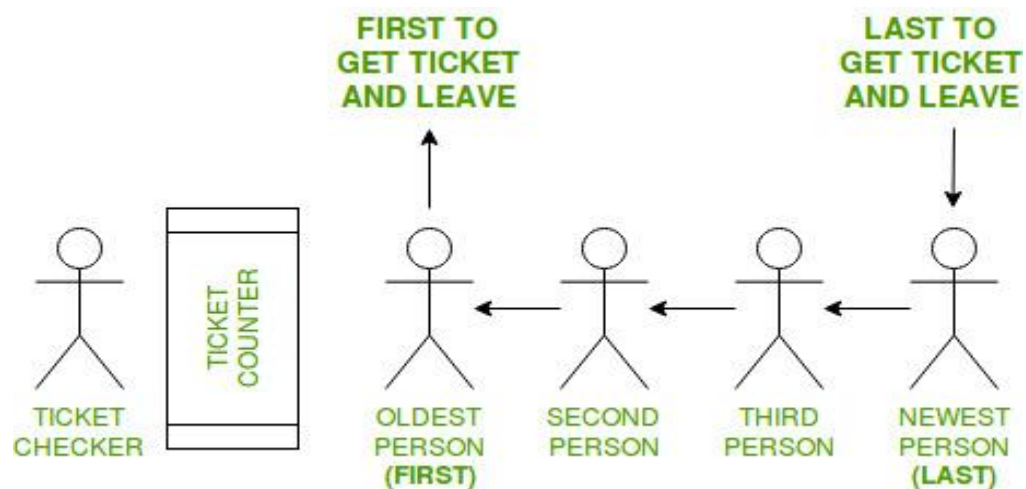 FIRST TO
GET TICKET
AND LEAVE
LAST TO
GET TICKET
AND LEAVE
TICKET
COUNTER
TICKET
CHECKER
OLDEST
PERSON
(FIRST)
SECOND
PERSON
THIRD
PERSON
NEWEST
PERSON
(LAST)